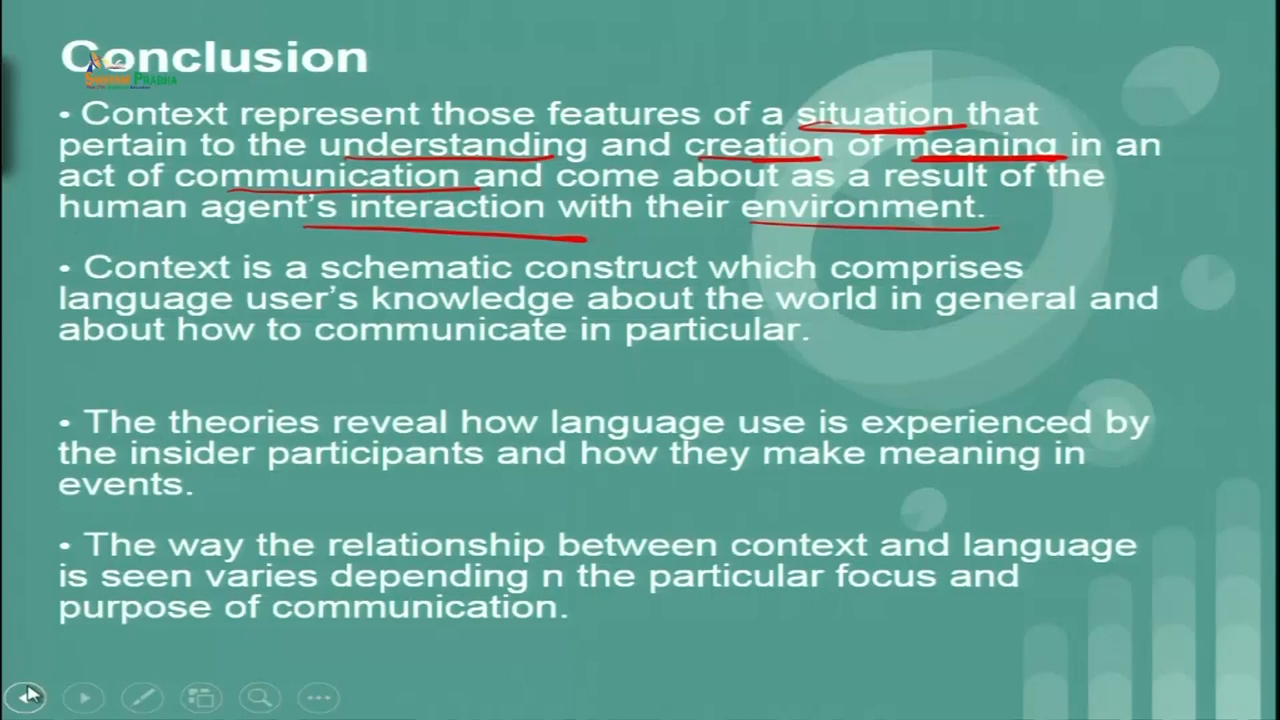 Conclusion
SWAYAM PRABHA
• Context represent those features of a situation that
pertain to the understanding and creation of meaning in an
act of communication and come about as a result of the
human agent's interaction with their environment.
• Context is a schematic construct which comprises
language user's knowledge about the world in general and
about how to communicate in particular.
• The theories reveal how language use is experienced by
the insider participants and how they make meaning in
events.
• The way the relationship between context and language
is seen varies depending n the particular focus and
purpose of communication.